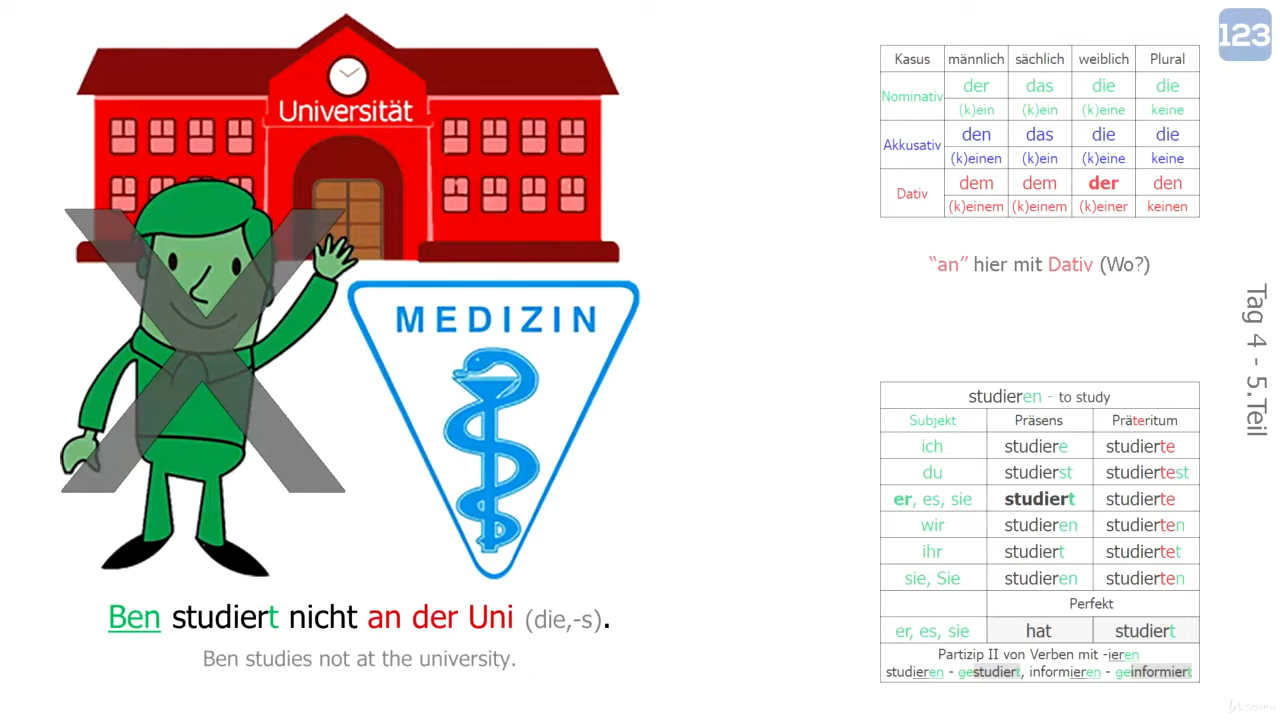 Universität
MEDIZIN
Ben studiert nicht an der Uni (die,-s).
Ben studies not at the university.
123
Kasus männlich sächlich weiblich Plural
Nominativ der das die die
(k)ein (k)ein (k)eine keine
Akkusativ den das die die
(k)einen (k)ein (k)eine keine
Dativ dem dem der den
(k)einem (k)einem (k)einer keinen
“an” hier mit Dativ (Wo?)
Tag 4 - 5.Teil
studieren - to study
Subjekt Präsens Präteritum
ich studiere studierte
du studierst studiertest
er, es, sie studiert studierte
wir studieren studierten
ihr studiert studiertet
sie, Sie studieren studierten
Perfekt
er, es, sie hat studiert
Partizip II von Verben mit -ieren
studieren - gestudiert, informieren - geinformiert